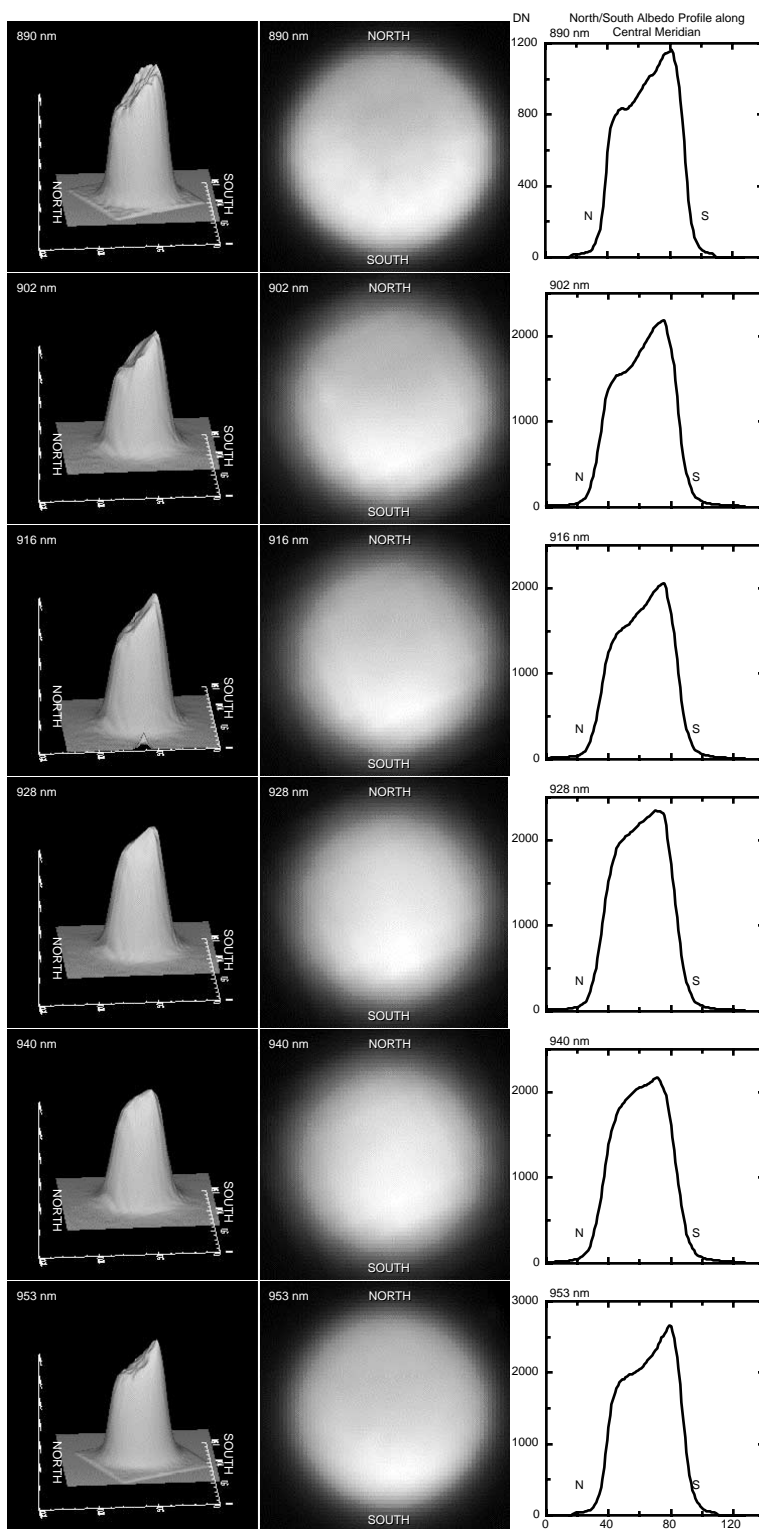 DN North/South Albedo Profile along
Central Meridian
890 nm
NORTH
SOUTH
890 nm
NORTH
SOUTH
890 nm
1200
800
400
0
N
S
902 nm
NORTH
SOUTH
902 nm
NORTH
SOUTH
902 nm
2000
1000
0
N
S
916 nm
NORTH
SOUTH
916 nm
NORTH
SOUTH
916 nm
2000
1000
0
N
S
928 nm
NORTH
SOUTH
928 nm
NORTH
SOUTH
928 nm
2000
1000
0
N
S
940 nm
NORTH
SOUTH
940 nm
NORTH
SOUTH
940 nm
2000
1000
0
N
S
953 nm
NORTH
SOUTH
953 nm
NORTH
SOUTH
953 nm
3000
2000
1000
0
N
S
0 40 80 120